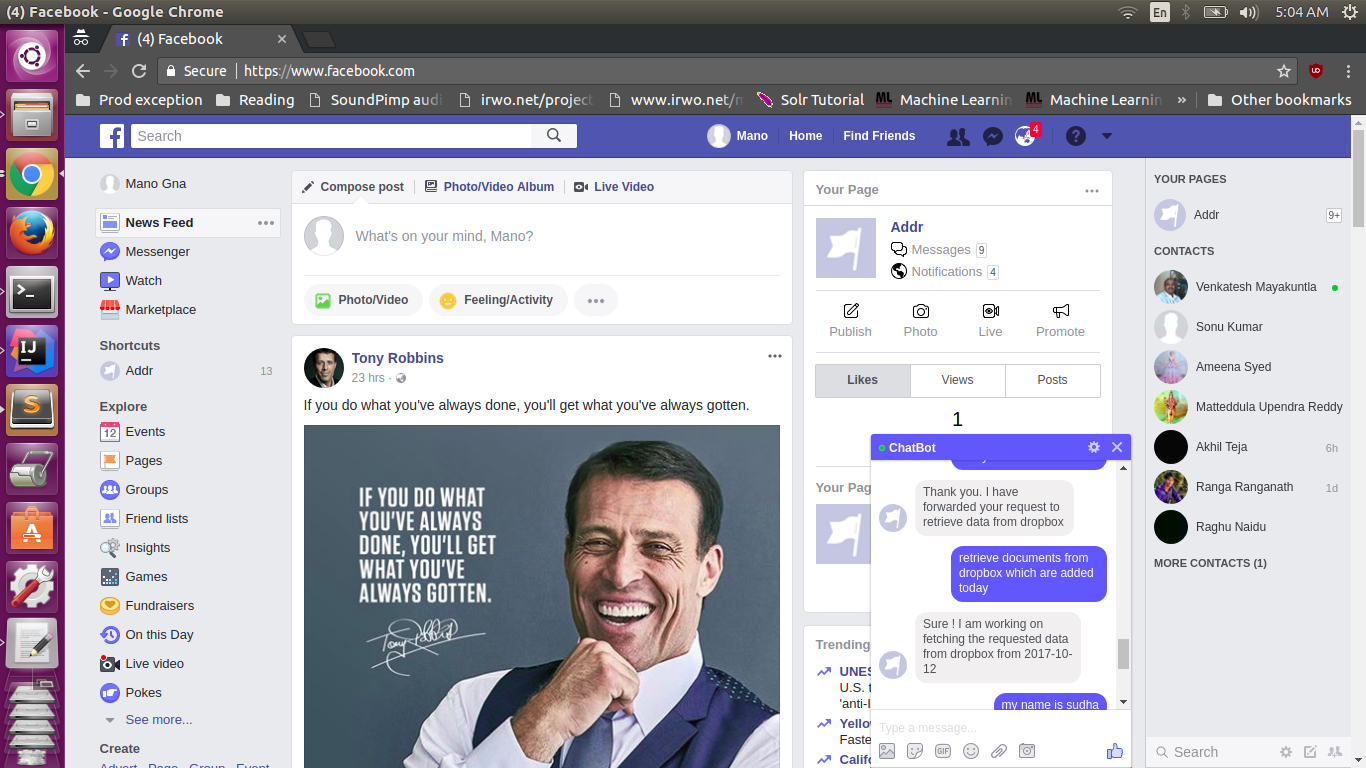 (4) Facebook - Google Chrome
En
5:04 AM
(4) Facebook
Secure
https://www.facebook.com
Prod exception
Reading
SoundPimp audi
irwo.net/project
www.irwo.net/
Solr Tutorial
ML Machine Learnin
ML Machine Learnin
»
Other bookmarks
Search
Mano
Home
Find Friends
4
Mano Gna
News Feed
Messenger
Watch
Marketplace
Shortcuts
Addr
13
Explore
12
Events
Pages
Groups
Friend lists
Insights
Games
Fundraisers
On this Day
Live video
Pokes
See more...
Create
Advert Page Group Event
Compose post
Photo/Video Album
Live Video
What's on your mind, Mano?
Photo/Video
Feeling/Activity
Tony Robbins
23 hrs ·
If you do what you've always done, you'll get what you've always gotten.
IF YOU DO WHAT
YOU'VE ALWAYS
DONE, YOU'LL GET
WHAT YOU'VE
ALWAYS GOTTEN.
Your Page
Addr
Messages 9
Notifications 4
Publish
Photo
Live
Promote
Likes
Views
Posts
1
Your Pag
Trending
UNES
U.S. t
'anti-I
Yellov
Faste
Califo
ChatBot
Thank you. I have
forwarded your request to
retrieve data from dropbox
retrieve documents from
dropbox which are added
today
Sure ! I am working on
fetching the requested data
from dropbox from 2017-10-
12
my name is sudha
Type a message...
GIF
YOUR PAGES
Addr
9+
CONTACTS
Venkatesh Mayakuntla
Sonu Kumar
Ameena Syed
Matteddula Upendra Reddy
Akhil Teja
6h
Ranga Ranganath
1d
Raghu Naidu
MORE CONTACTS (1)
Search